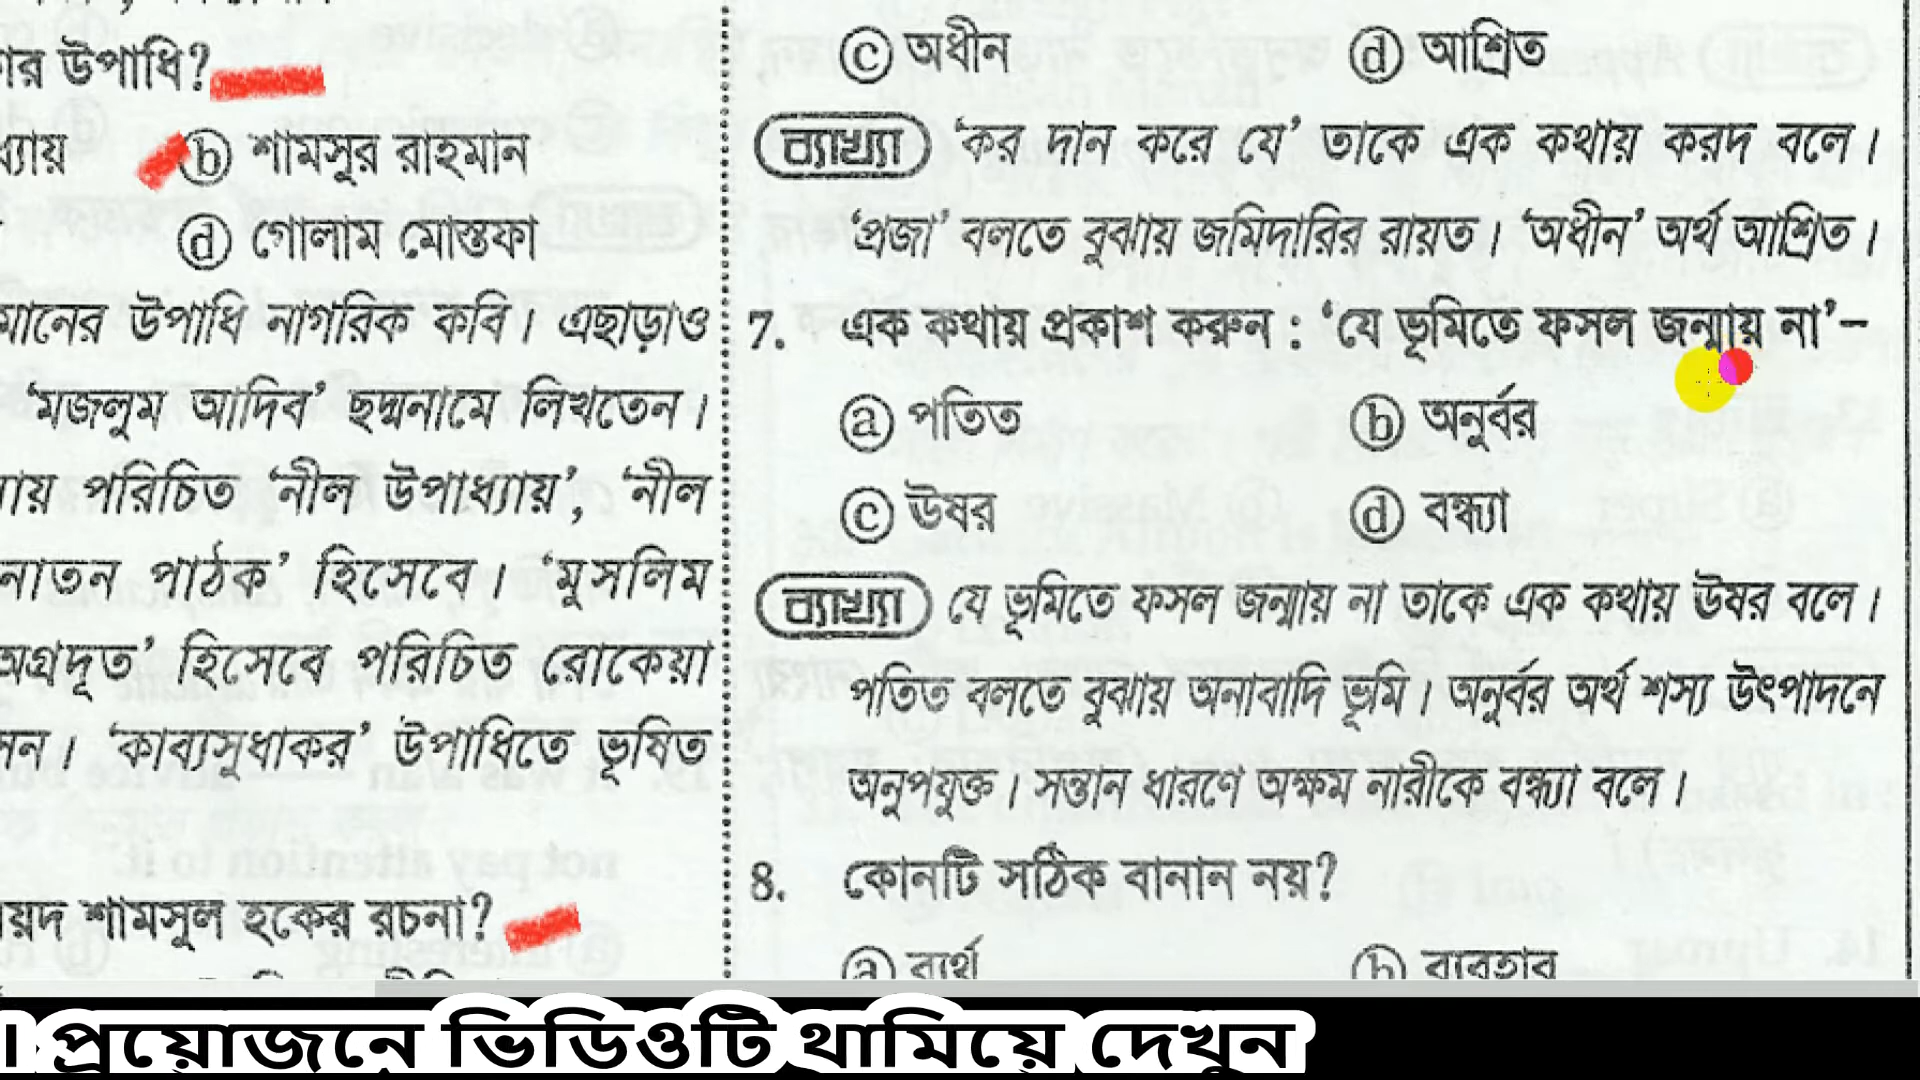 উপাধি?
ⓑ শামসুর রাহমান
ⓓ গোলাম মোস্তফা
উপাধি নাগরিক কবি। এছাড়াও
‘মজলুম আদিব’ ছদ্মনামে লিখতেন।
পরিচিত ‘নীল উপাধ্যায়’, ‘নীল
পাঠক’ হিসেবে। ‘মুসলিম
অগ্রদূত’ হিসেবে পরিচিত রোকেয়া
‘কাব্যসুধাকর’ উপাধিতে ভূষিত
শামসুল হকের রচনা?
ⓒ অধীন ⓓ আশ্রিত
ব্যাখ্যা ‘কর দান করে যে’ তাকে এক কথায় করদ বলে।
‘প্রজা’ বলতে বুঝায় জমিদারির রায়ত। ‘অধীন’ অর্থ আশ্রিত।
7. এক কথায় প্রকাশ করুন : ‘যে ভূমিতে ফসল জন্মায় না’–
ⓐ পতিত ⓑ অনুর্বর
ⓒ ঊষর ⓓ বন্ধ্যা
ব্যাখ্যা যে ভূমিতে ফসল জন্মায় না তাকে এক কথায় ঊষর বলে।
পতিত বলতে বুঝায় অনাবাদি ভূমি। অনুর্বর অর্থ শস্য উৎপাদনে
অনুপযুক্ত। সন্তান ধারণে অক্ষম নারীকে বন্ধ্যা বলে।
8. কোনটি সঠিক বানান নয়?
ⓐ ব্যর্থ ⓑ ব্যবহার
। প্রয়োজনে ভিডিওটি থামিয়ে দেখুন